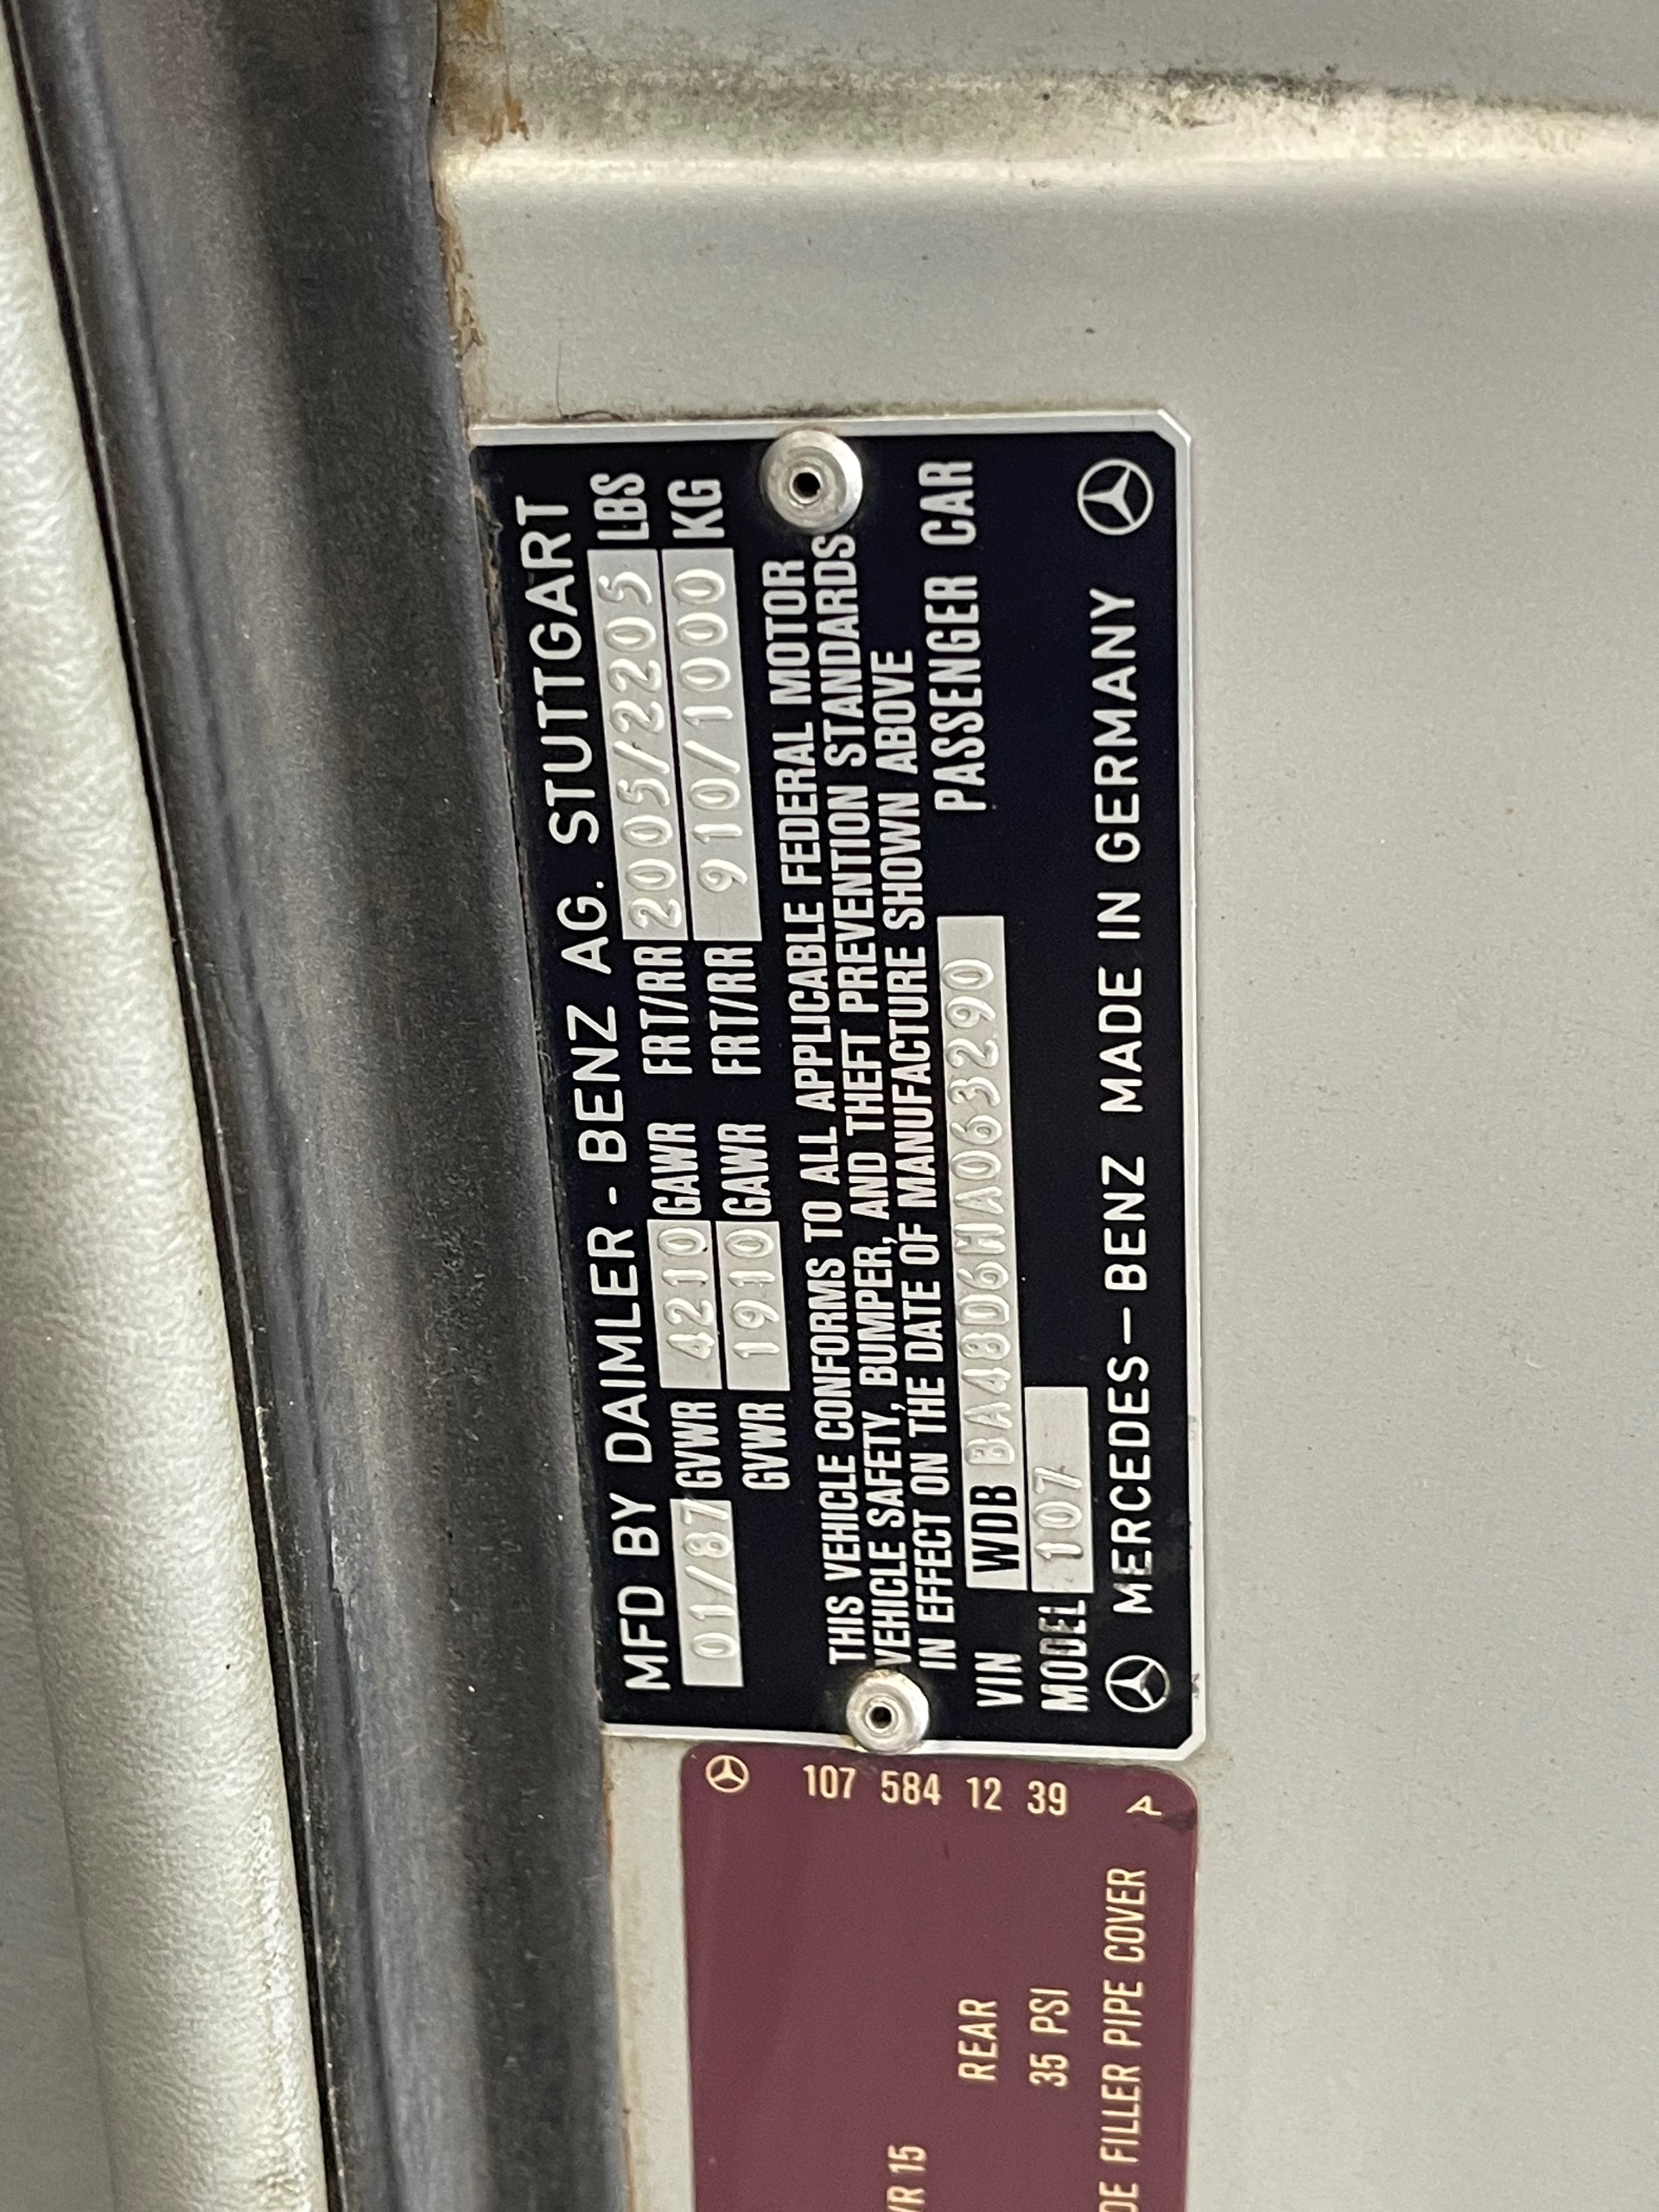 MFD BY DAIMLER - BENZ AG. STUTTGART
01/87 GVWR 4210 GAWR FRT/RR 2005/2205 LBS
GVWR 1910 GAWR FRT/RR 910/1000 KG
THIS VEHICLE CONFORMS TO ALL APPLICABLE FEDERAL MOTOR
VEHICLE SAFETY, BUMPER, AND THEFT PREVENTION STANDARDS
IN EFFECT ON THE DATE OF MANUFACTURE SHOWN ABOVE
VIN WDB BA48D6HA063290 PASSENGER CAR
MODEL 107
MERCEDES-BENZ MADE IN GERMANY
107 584 12 39 A
VR 15
REAR
35 PSI
DE FILLER PIPE COVER